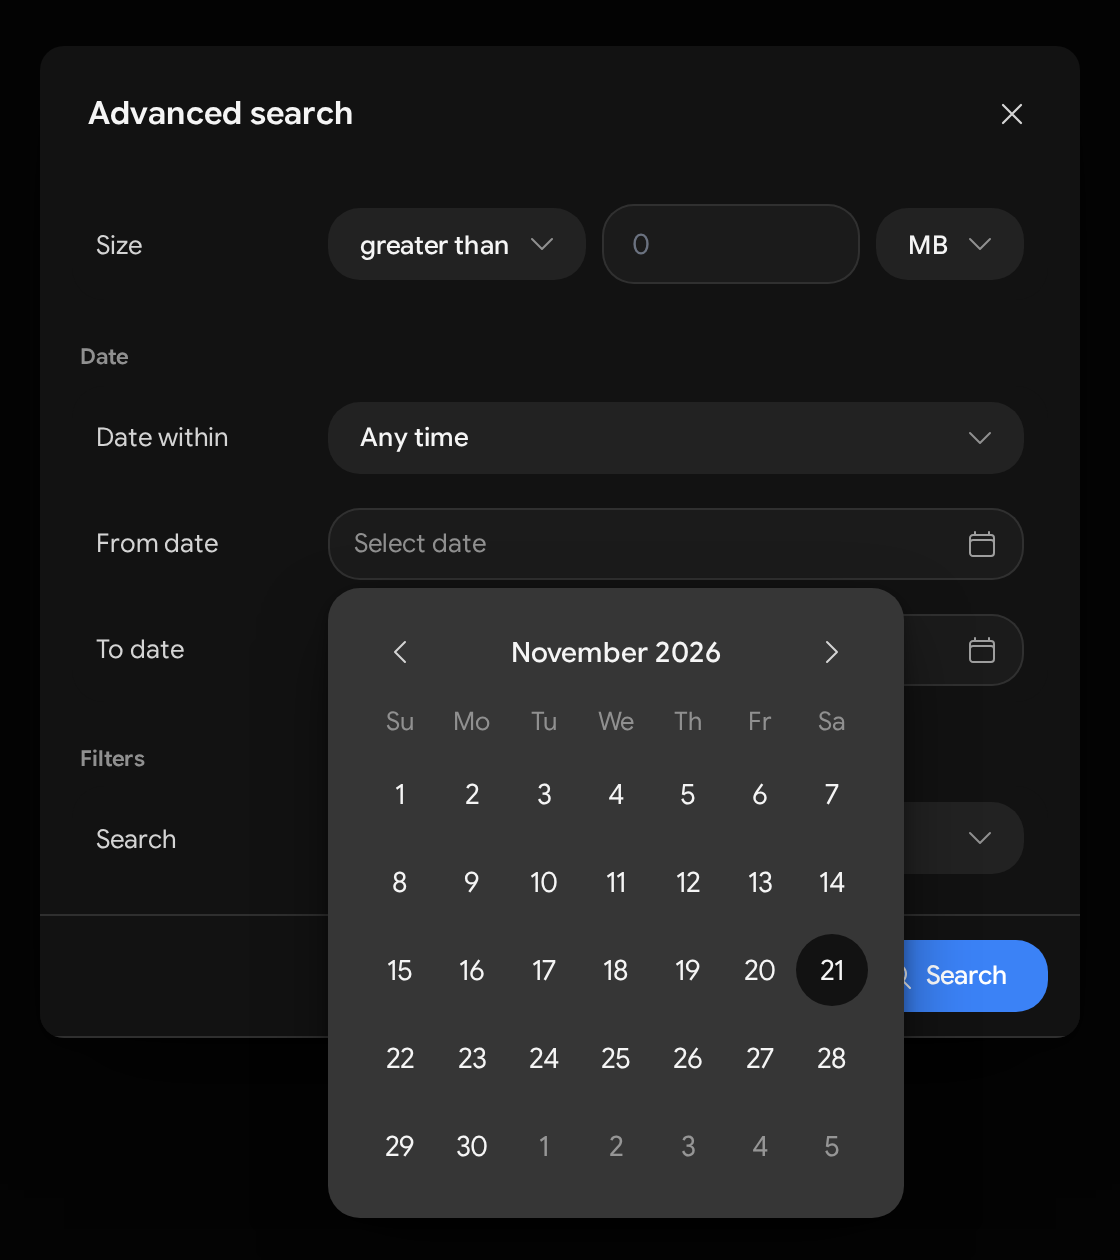 Advanced search
Size greater than 0 MB
Date
Date within Any time
From date Select date
To date
November 2026
Su Mo Tu We Th Fr Sa
Filters
1 2 3 4 5 6 7
Search
8 9 10 11 12 13 14
15 16 17 18 19 20 21
Search
22 23 24 25 26 27 28
29 30 1 2 3 4 5